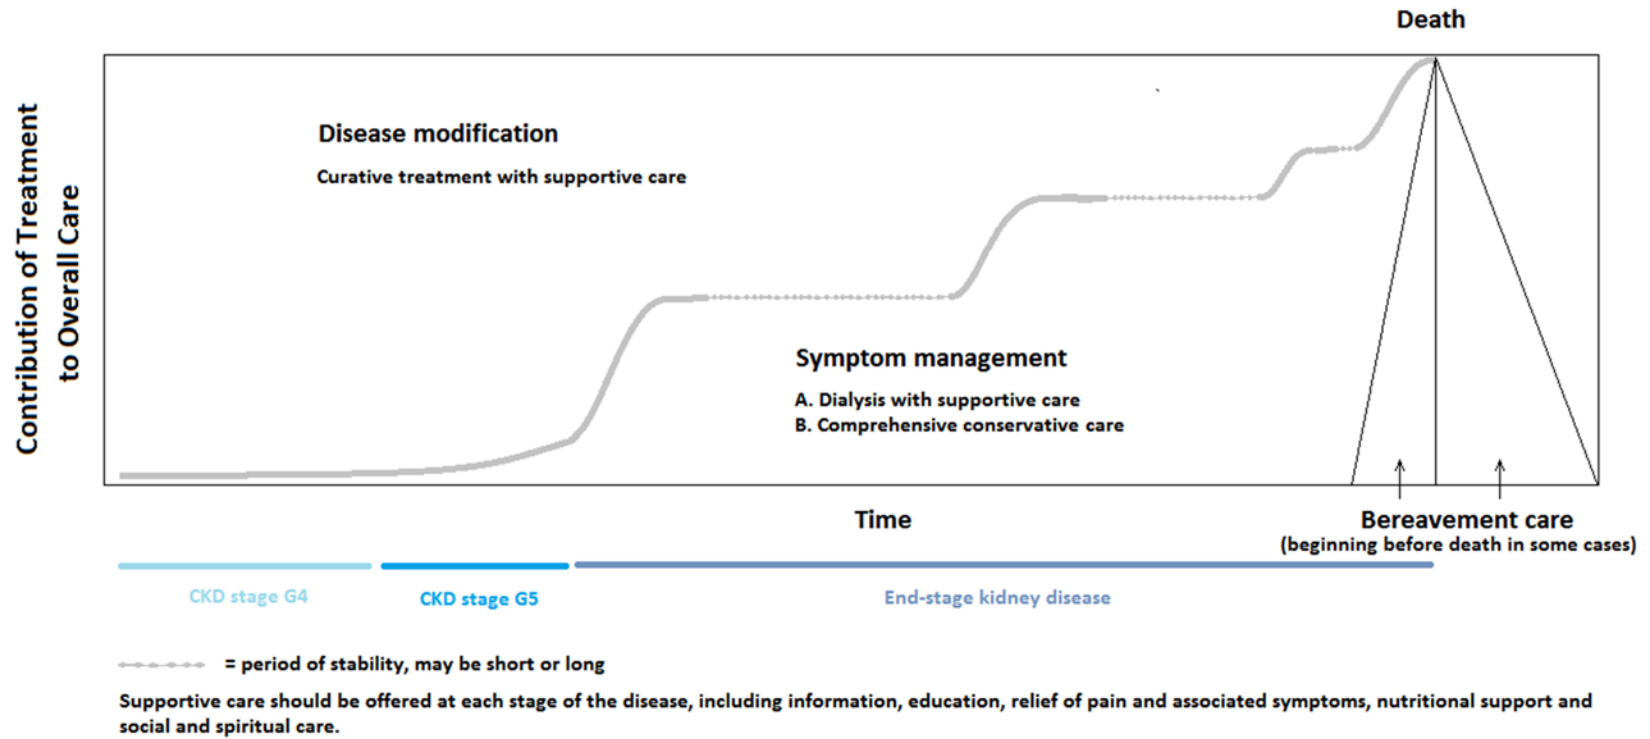 Death
Contribution of Treatment
to Overall Care
Disease modification
Curative treatment with supportive care
Symptom management
A. Dialysis with supportive care
B. Comprehensive conservative care
Time
Bereavement care
(beginning before death in some cases)
CKD stage G4
CKD stage G5
End-stage kidney disease
= period of stability, may be short or long
Supportive care should be offered at each stage of the disease, including information, education, relief of pain and associated symptoms, nutritional support and
social and spiritual care.